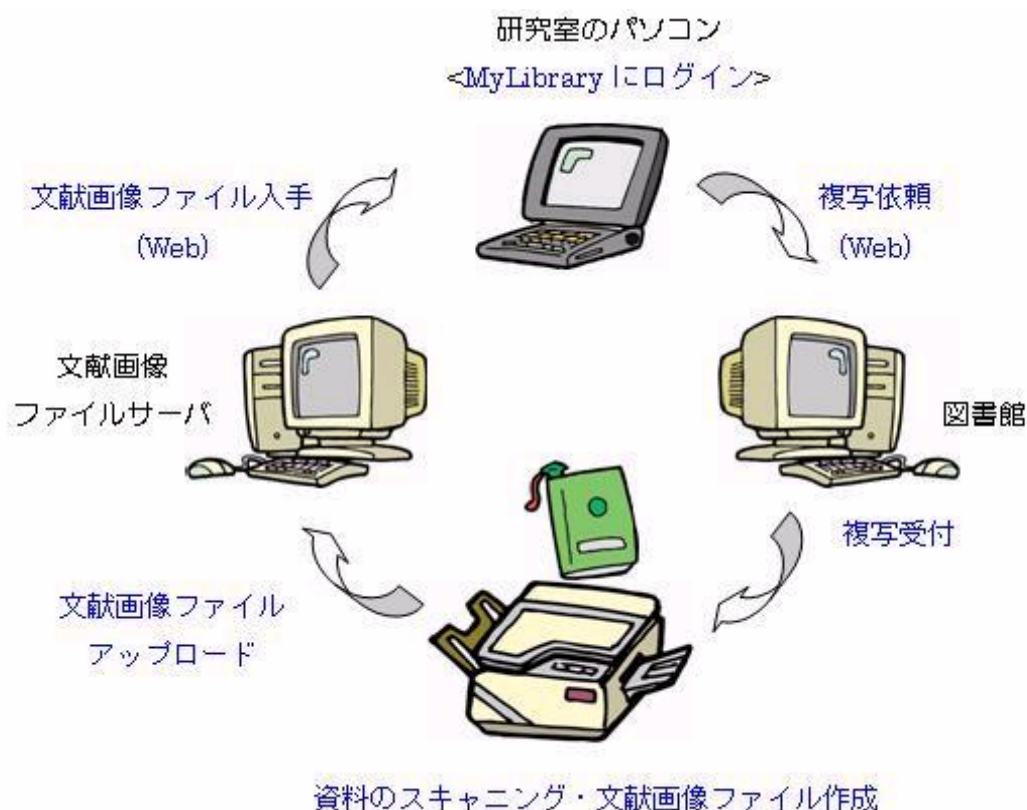 研究室のパソコン
<MyLibrary にログイン>
文献画像ファイル入手
(Web)
複写依頼
(Web)
文献画像
ファイルサーバ
図書館
複写受付
文献画像ファイル
アップロード
資料のスキャニング・文献画像ファイル作成